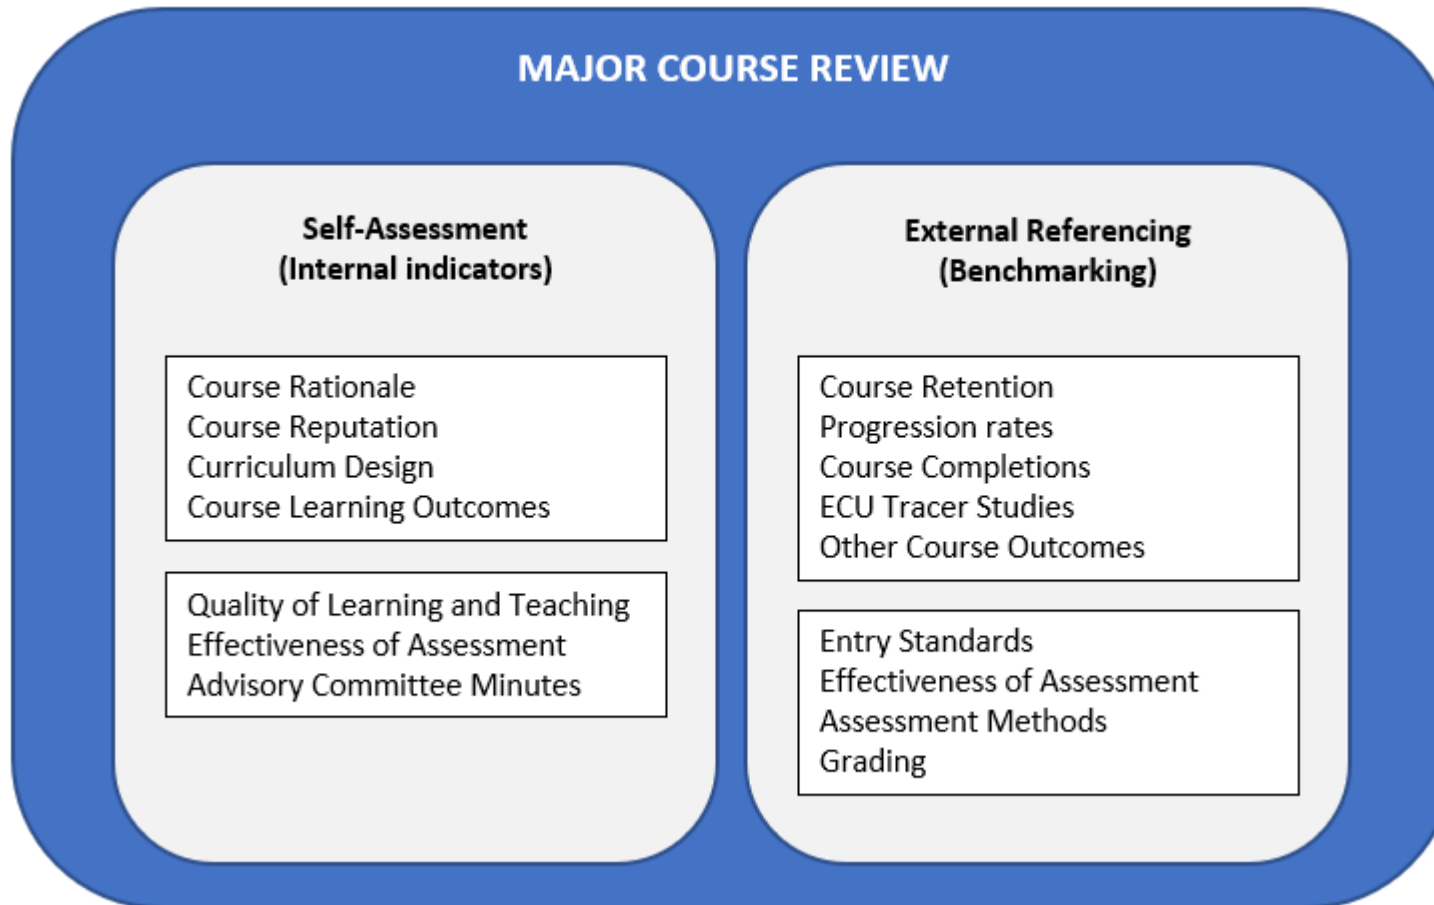 MAJOR COURSE REVIEW
Self-Assessment
(Internal indicators)
Course Rationale
Course Reputation
Curriculum Design
Course Learning Outcomes
Quality of Learning and Teaching
Effectiveness of Assessment
Advisory Committee Minutes
External Referencing
(Benchmarking)
Course Retention
Progression rates
Course Completions
ECU Tracer Studies
Other Course Outcomes
Entry Standards
Effectiveness of Assessment
Assessment Methods
Grading